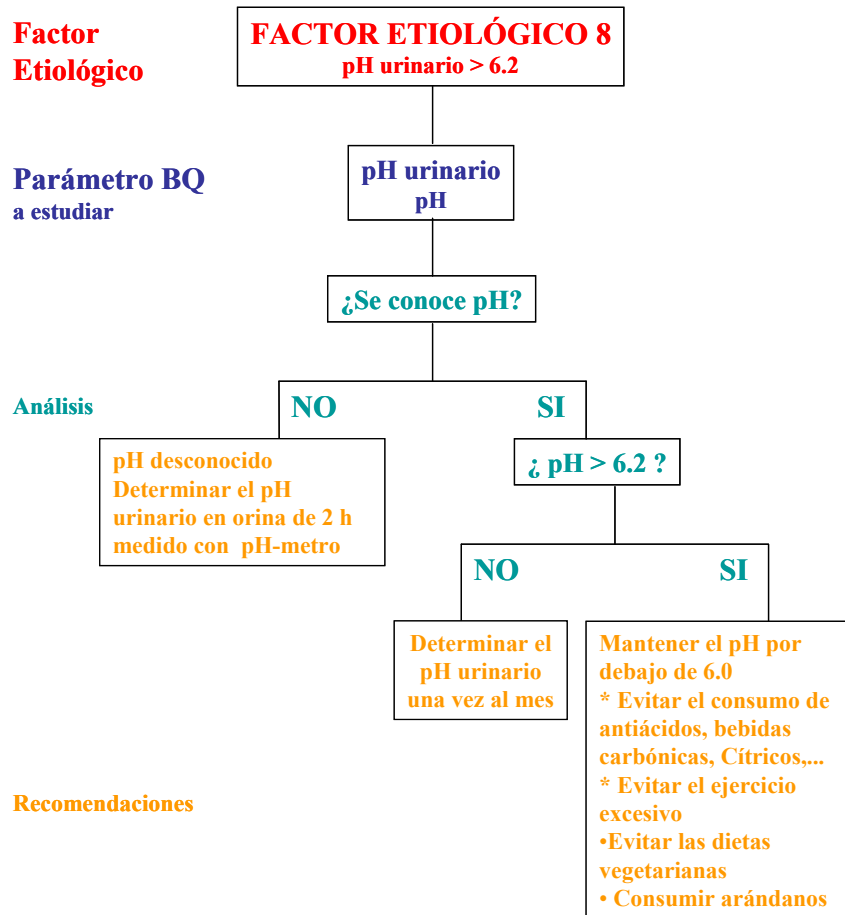 Factor
Etiológico
FACTOR ETIOLÓGICO 8
pH urinario > 6.2
Parámetro BQ
a estudiar
pH urinario
pH
¿Se conoce pH?
Análisis
NO
SI
pH desconocido
Determinar el pH
urinario en orina de 2 h
medido con pH-metro
¿ pH > 6.2 ?
NO
SI
Determinar el
pH urinario
una vez al mes
Mantener el pH por
debajo de 6.0
* Evitar el consumo de
antiácidos, bebidas
carbónicas, Cítricos,...
* Evitar el ejercicio
excesivo
•Evitar las dietas
vegetarianas
• Consumir arándanos
Recomendaciones